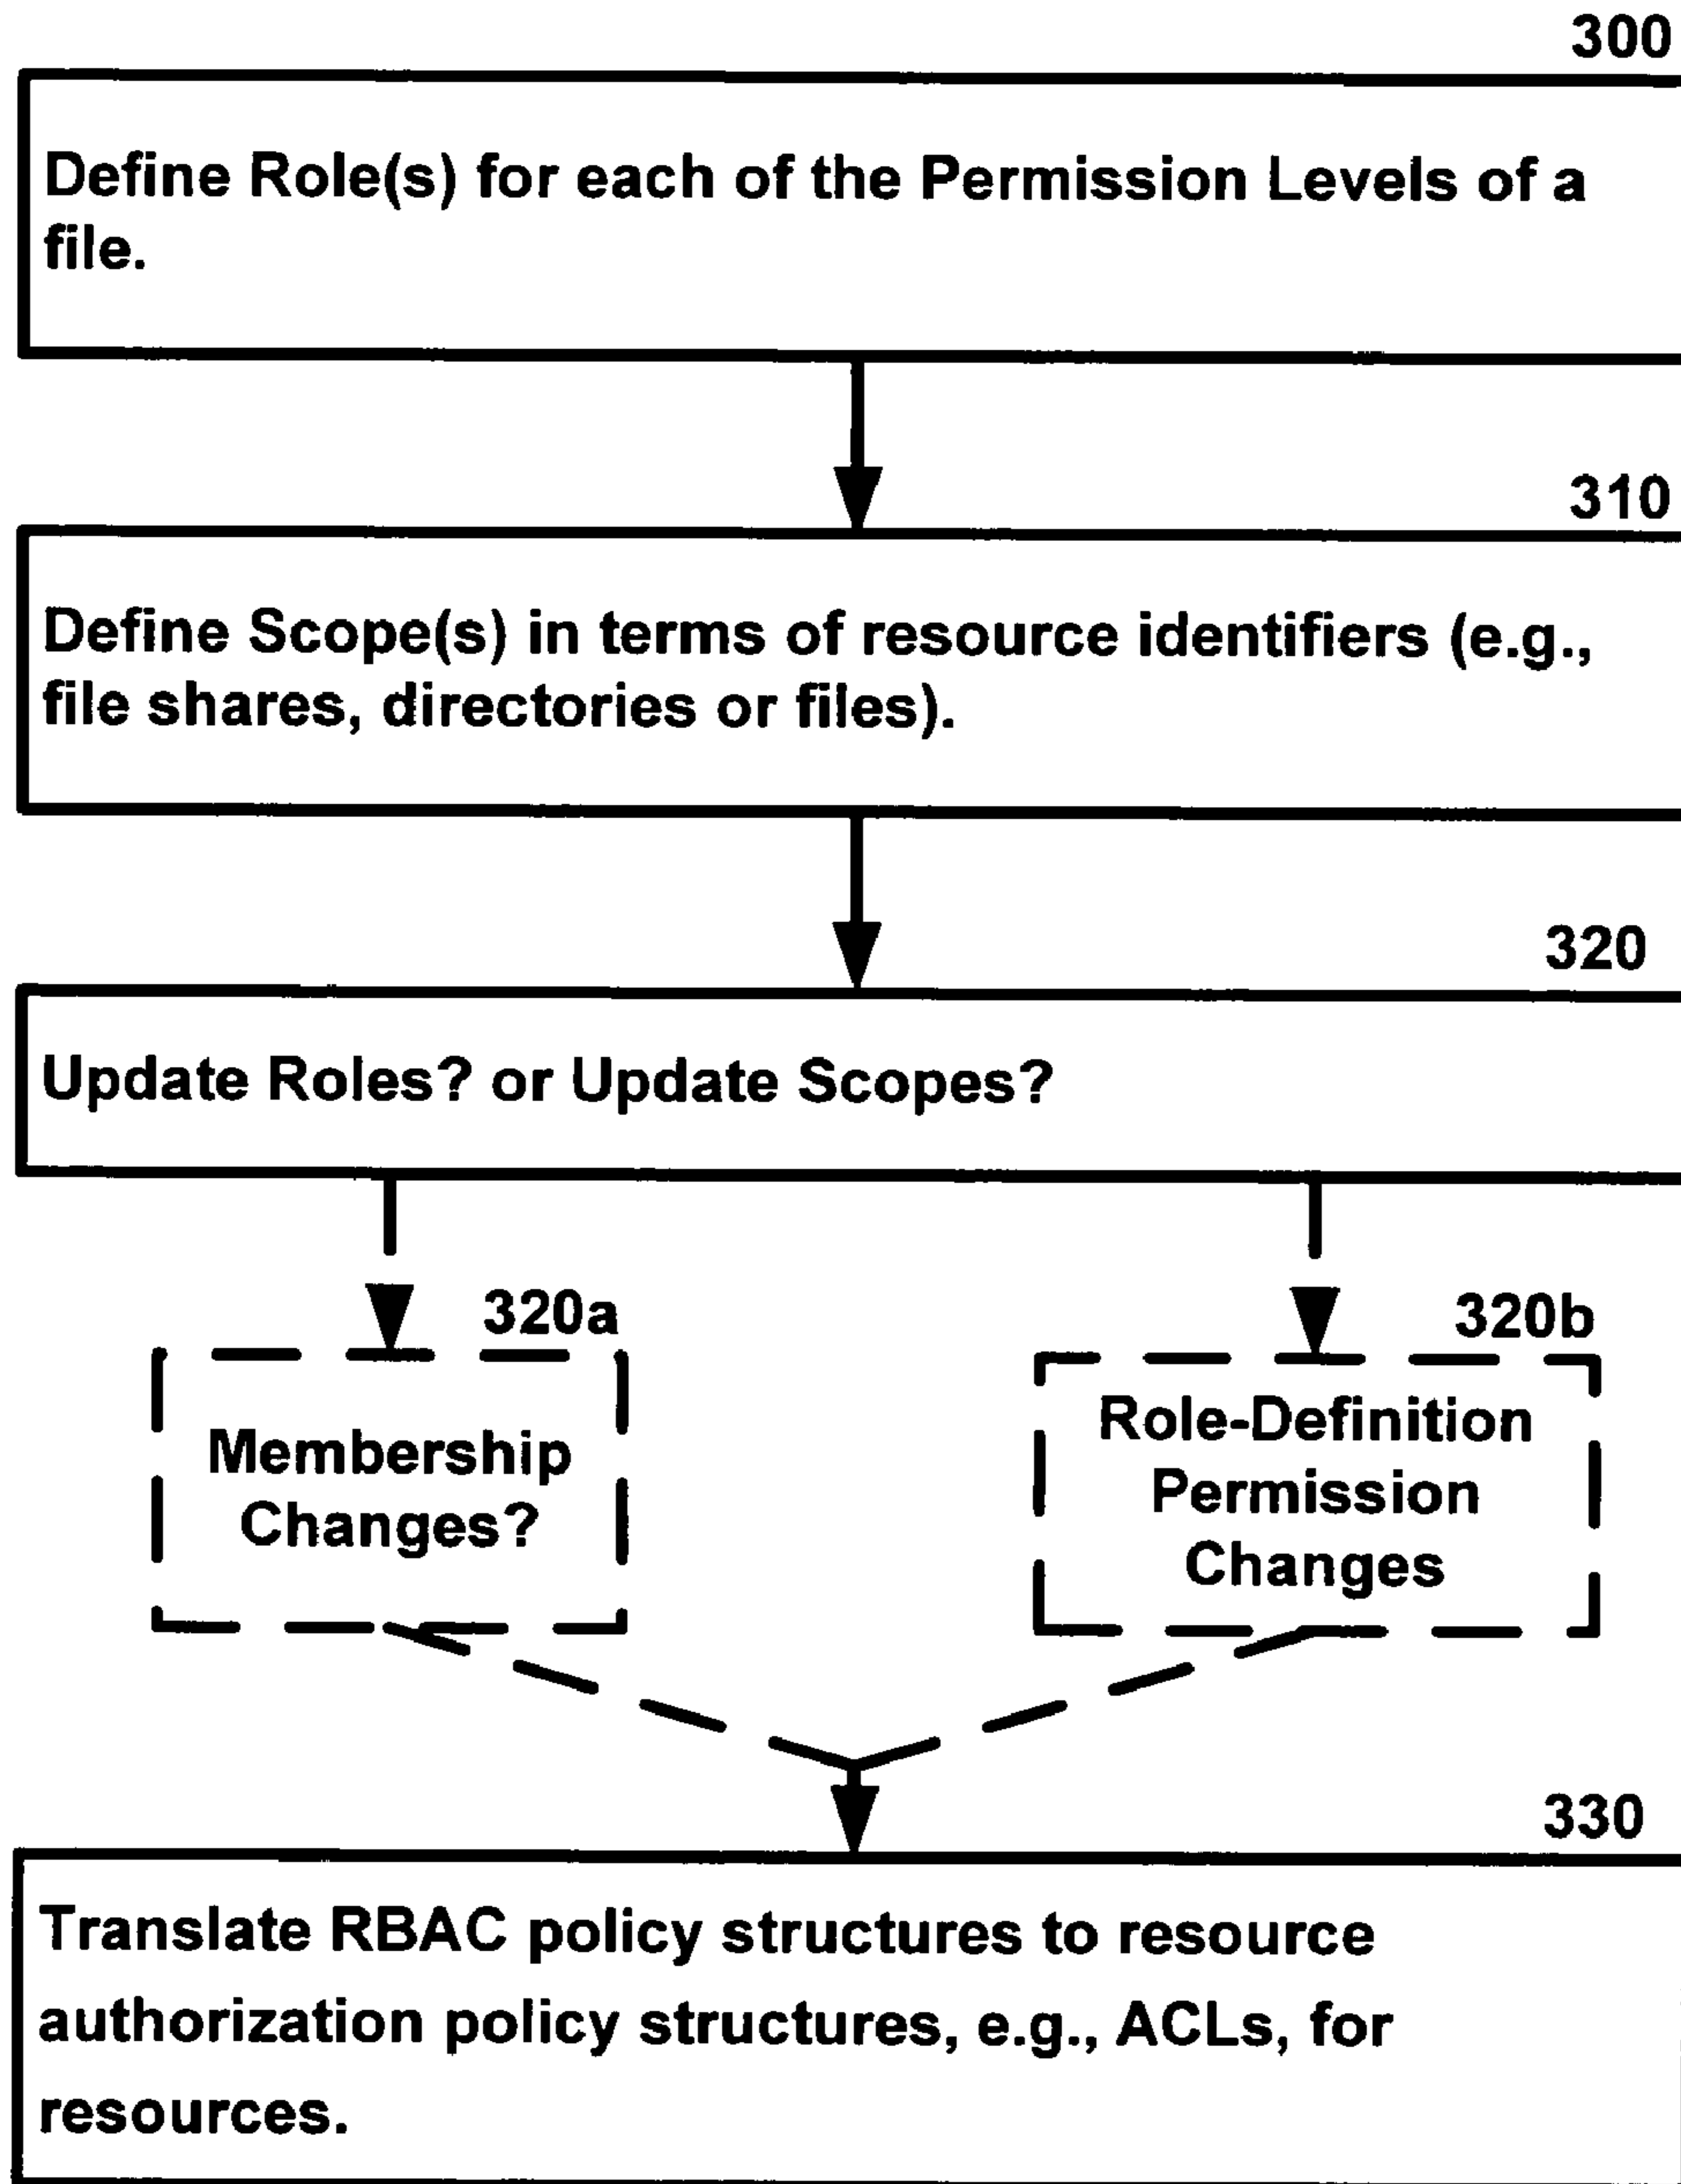 300
Define Role(s) for each of the Permission Levels of a
file.
310
Define Scope(s) in terms of resource identifiers (e.g.,
file shares, directories or files).
320
Update Roles? or Update Scopes?
320a
Membership
Changes?
320b
Role-Definition
Permission
Changes
330
Translate RBAC policy structures to resource
authorization policy structures, e.g., ACLs, for
resources.